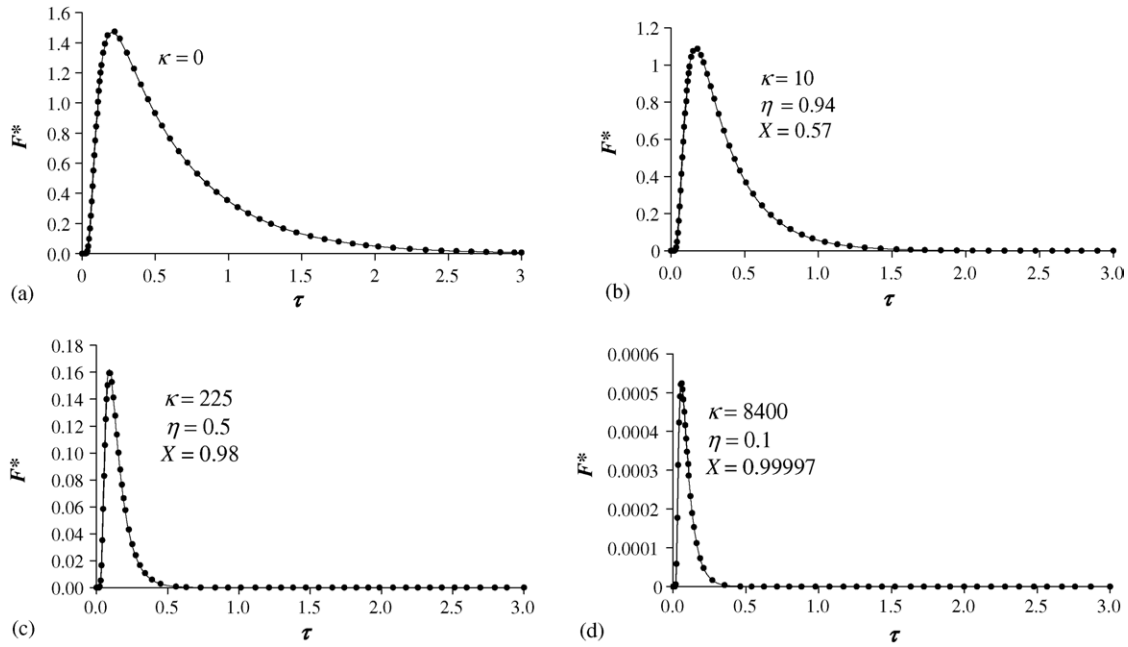 1.6
1.4
1.2
1.0
0.8
0.6
0.4
0.2
0.0
F*
κ = 0
0 0.5 1 1.5 2 2.5 3
τ
(a)
1.2
1
0.8
0.6
0.4
0.2
0
F*
κ = 10
η = 0.94
X = 0.57
0.0 0.5 1.0 1.5 2.0 2.5 3.0
τ
(b)
0.18
0.16
0.14
0.12
0.10
0.08
0.06
0.04
0.02
0.00
F*
κ = 225
η = 0.5
X = 0.98
0.0 0.5 1.0 1.5 2.0 2.5 3.0
τ
(c)
0.0006
0.0005
0.0004
0.0003
0.0002
0.0001
0
F*
κ = 8400
η = 0.1
X = 0.99997
0.0 0.5 1.0 1.5 2.0 2.5 3.0
τ
(d)